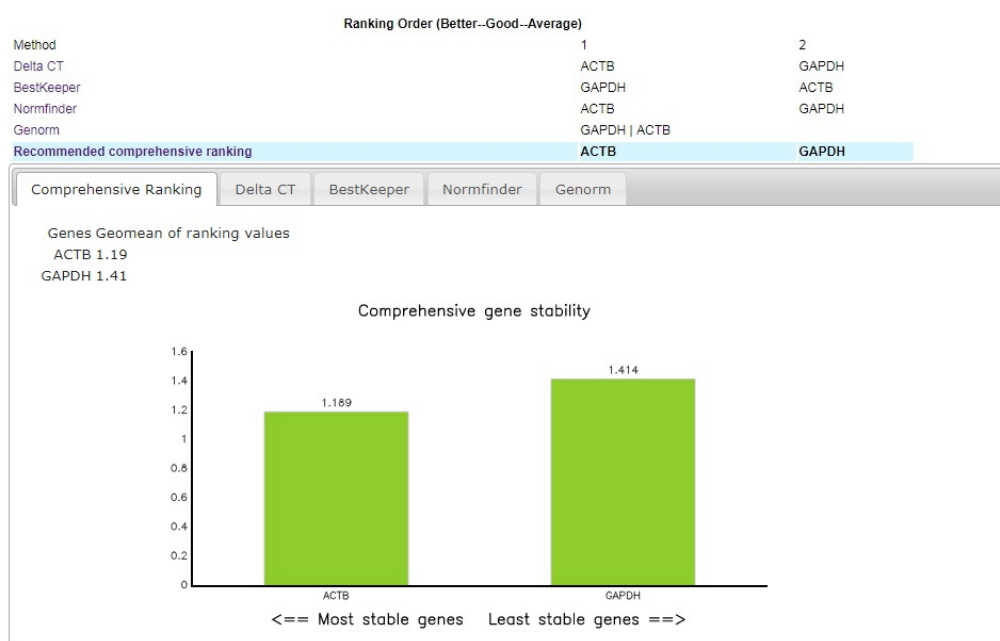 Ranking Order (Better--Good--Average)
Method 1 2
Delta CT ACTB GAPDH
BestKeeper GAPDH ACTB
Normfinder ACTB GAPDH
Genorm GAPDH | ACTB
Recommended comprehensive ranking ACTB GAPDH
Comprehensive Ranking Delta CT BestKeeper Normfinder Genorm
Genes Geomean of ranking values
ACTB 1.19
GAPDH 1.41
Comprehensive gene stability
1.6
1.4
1.2
1
0.8
0.6
0.4
0.2
0
1.189
1.414
ACTB GAPDH
<== Most stable genes Least stable genes ==>